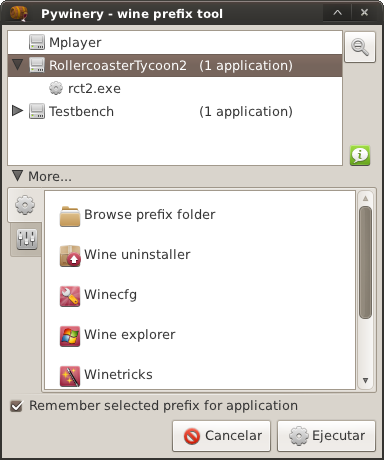 Pywinery - wine prefix tool
Mplayer
RollercoasterTycoon2 (1 application)
rct2.exe
Testbench (1 application)
More...
Browse prefix folder
Wine uninstaller
Winecfg
Wine explorer
Winetricks
Remember selected prefix for application
Cancelar Ejecutar